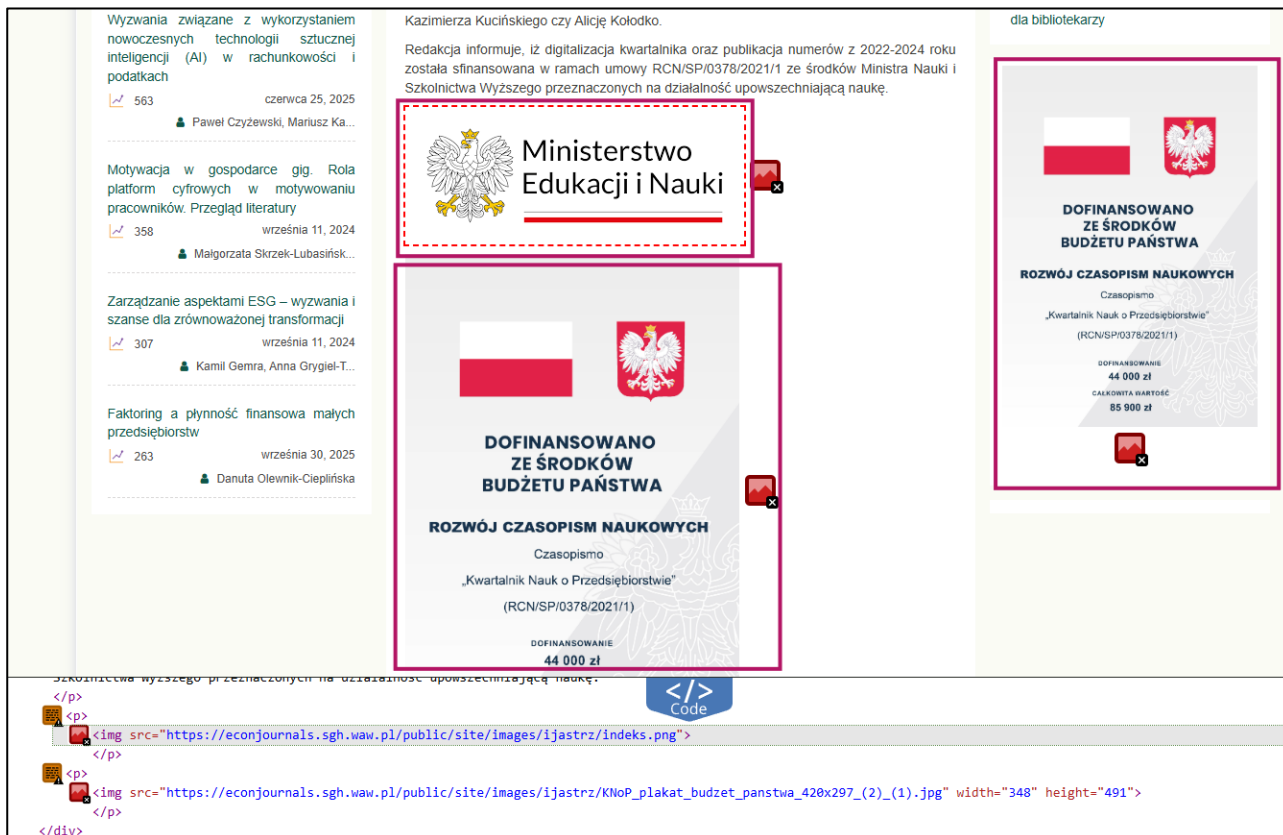 Wyzwania związane z wykorzystaniem
nowoczesnych technologii sztucznej
inteligencji (AI) w rachunkowości i
podatkach
563 czerwca 25, 2025
Paweł Czyżewski, Mariusz Ka...
Motywacja w gospodarce gig. Rola
platform cyfrowych w motywowaniu
pracowników. Przegląd literatury
358 września 11, 2024
Małgorzata Skrzek-Lubasińsk...
Zarządzanie aspektami ESG – wyzwania i
szanse dla zrównoważonej transformacji
307 września 11, 2024
Kamil Gemra, Anna Grygiel-T...
Faktoring a płynność finansowa małych
przedsiębiorstw
263 września 30, 2025
Danuta Olewnik-Cieplińska
Kazimierza Kucińskiego czy Alicję Kołodko.
Redakcja informuje, iż digitalizacja kwartalnika oraz publikacja numerów z 2022-2024 roku
została sfinansowana w ramach umowy RCN/SP/0378/2021/1 ze środków Ministra Nauki i
Szkolnictwa Wyższego przeznaczonych na działalność upowszechniającą naukę.
Ministerstwo
Edukacji i Nauki
DOFINANSOWANO
ZE ŚRODKÓW
BUDŻETU PAŃSTWA
ROZWÓJ CZASOPISM NAUKOWYCH
Czasopismo
„Kwartalnik Nauk o Przedsiębiorstwie"
(RCN/SP/0378/2021/1)
DOFINANSOWANIE
44 000 zł
dla bibliotekarzy
DOFINANSOWANO
ZE ŚRODKÓW
BUDŻETU PAŃSTWA
ROZWÓJ CZASOPISM NAUKOWYCH
Czasopismo
„Kwartalnik Nauk o Przedsiębiorstwie"
(RCN/SP/0378/2021/1)
DOFINANSOWANIE
44 000 zł
CAŁKOWITA WARTOŚĆ
85 900 zł
Szkolnictwa Wyższego przeznaczonych na działalność upowszechniającą naukę.
</> Code
</p>
<p>
<img src="https://econjournals.sgh.waw.pl/public/site/images/ijastrz/indeks.png">
</p>
<p>
<img src="https://econjournals.sgh.waw.pl/public/site/images/ijastrz/KNoP_plakat_budzet_panstwa_420x297_(2)_(1).jpg" width="348" height="491">
</p>
</div>